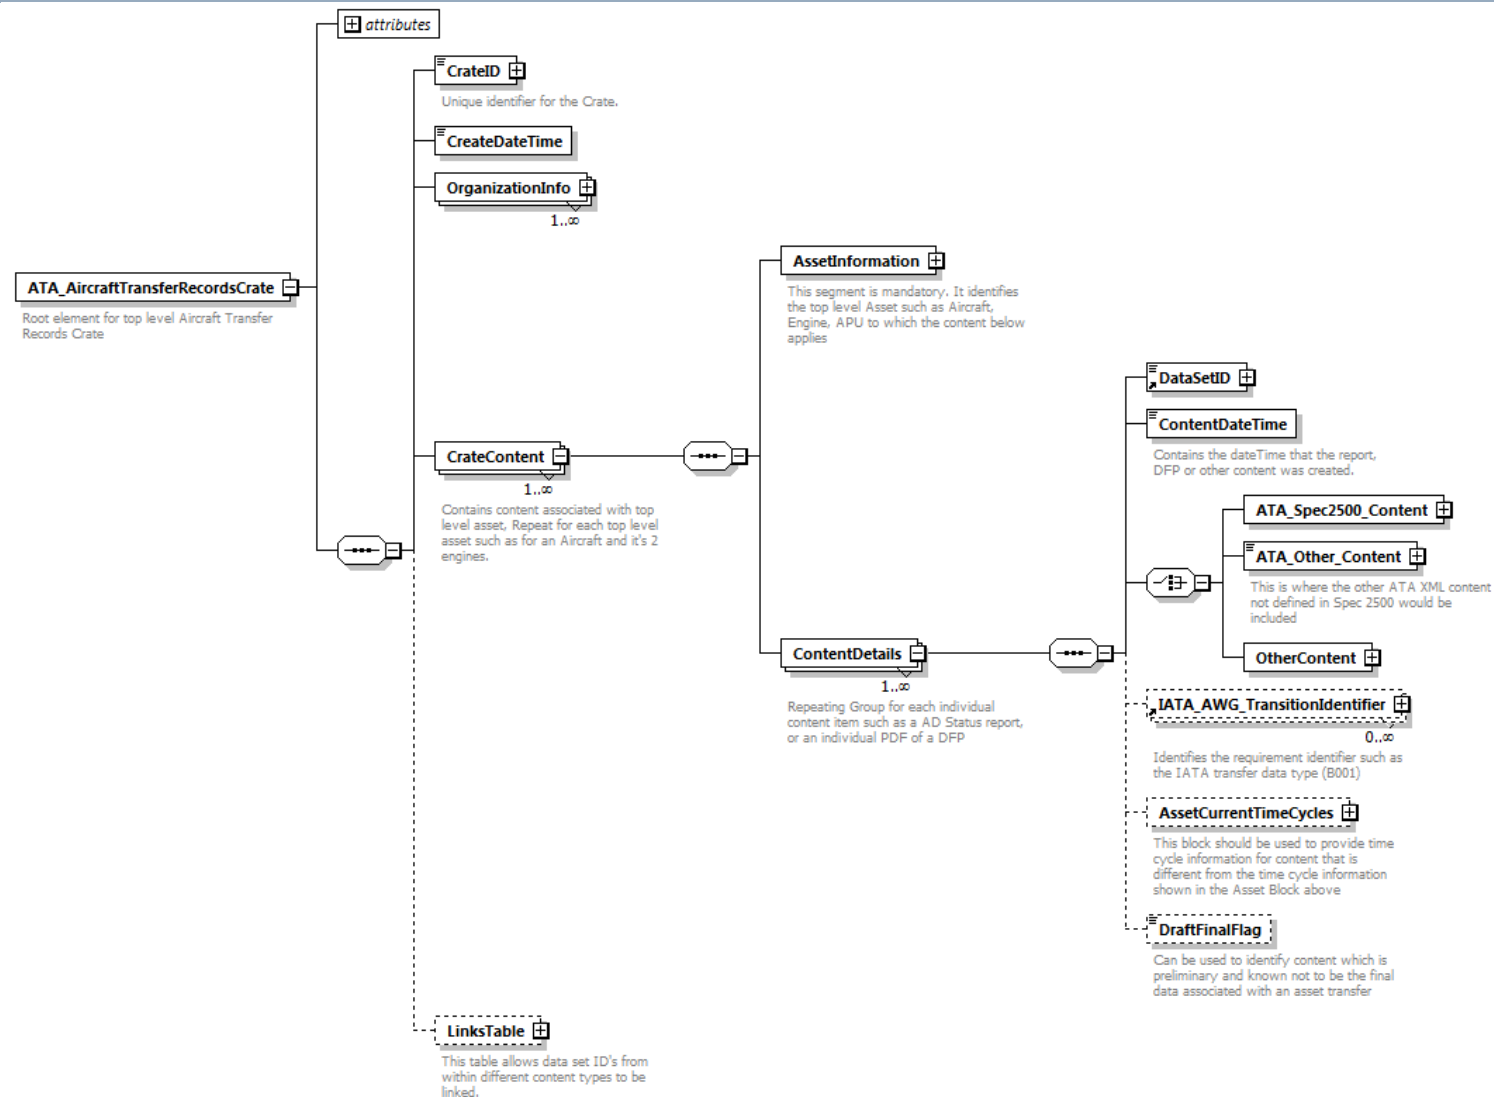 attributes
CrateID
Unique identifier for the Crate.
CreateDateTime
OrganizationInfo
1..∞
ATA_AircraftTransferRecordsCrate
Root element for top level Aircraft Transfer
Records Crate
AssetInformation
This segment is mandatory. It identifies
the top level Asset such as Aircraft,
Engine, APU to which the content below
applies
CrateContent
1..∞
Contains content associated with top
level asset, Repeat for each top level
asset such as for an Aircraft and it's 2
engines.
DataSetID
ContentDateTime
Contains the dateTime that the report,
DFP or other content was created.
ATA_Spec2500_Content
ATA_Other_Content
This is where the other ATA XML content
not defined in Spec 2500 would be
included
OtherContent
ContentDetails
1..∞
Repeating Group for each individual
content item such as a AD Status report,
or an individual PDF of a DFP
IATA_AWG_TransitionIdentifier
0..∞
Identifies the requirement identifier such as
the IATA transfer data type (B001)
AssetCurrentTimeCycles
This block should be used to provide time
cycle information for content that is
different from the time cycle information
shown in the Asset Block above
DraftFinalFlag
Can be used to identify content which is
preliminary and known not to be the final
data associated with an asset transfer
LinksTable
This table allows data set ID's from
within different content types to be
linked.